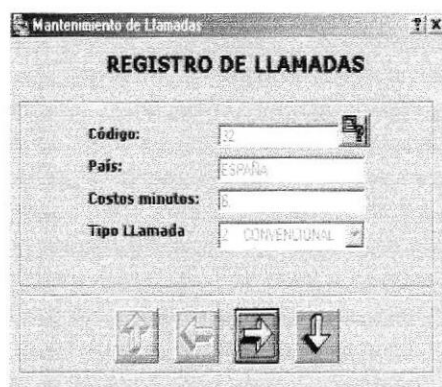 Mantenimiento de Llamadas
REGISTRO DE LLAMADAS
Código: 32
País: ESPAÑA
Costos minutos: 6.
Tipo LLamada 2 CONVENCIONAL